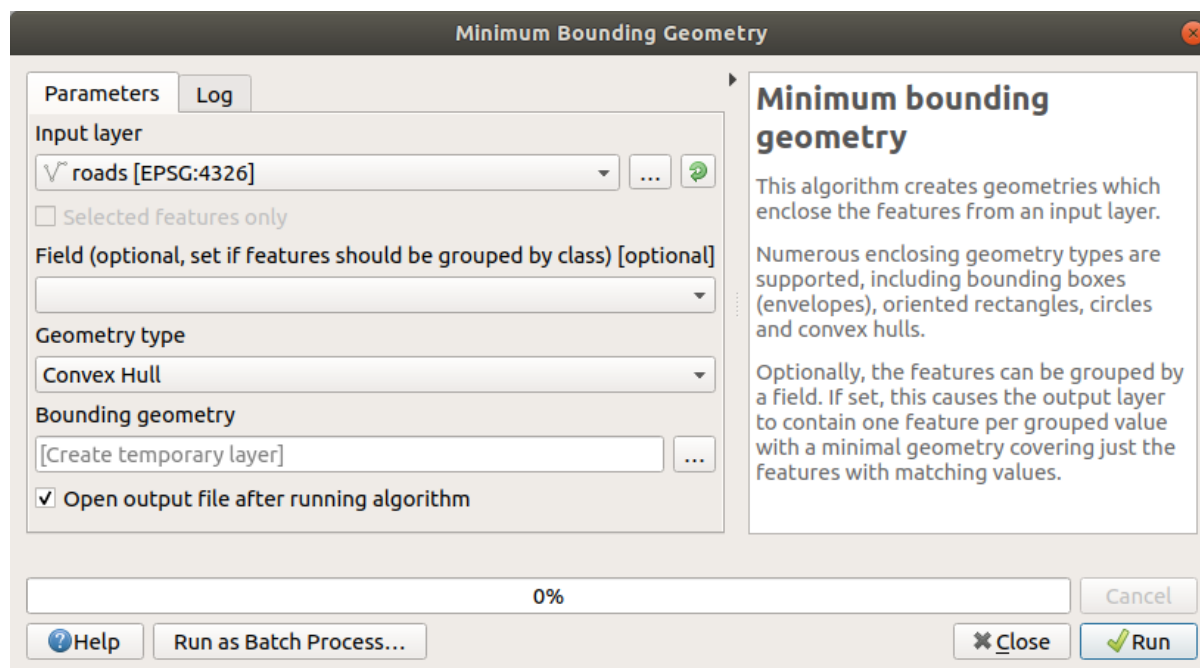 Minimum Bounding Geometry
Parameters
Log
Input layer
roads [EPSG:4326]
...
Selected features only
Field (optional, set if features should be grouped by class) [optional]
Geometry type
Convex Hull
Bounding geometry
[Create temporary layer]
...
Open output file after running algorithm
Minimum bounding
geometry
This algorithm creates geometries which
enclose the features from an input layer.
Numerous enclosing geometry types are
supported, including bounding boxes
(envelopes), oriented rectangles, circles
and convex hulls.
Optionally, the features can be grouped by
a field. If set, this causes the output layer
to contain one feature per grouped value
with a minimal geometry covering just the
features with matching values.
0%
Cancel
Help
Run as Batch Process...
Close
Run